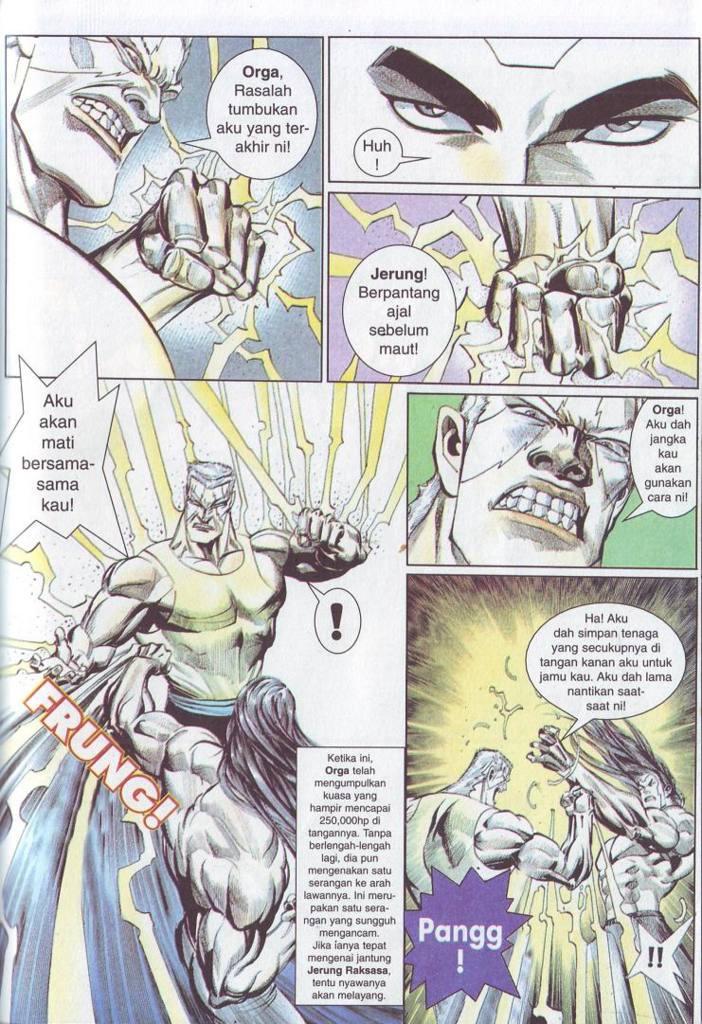 Orga,
Rasalah
tumbukan
aku yang ter-
akhir ni!
Huh
!
Jerung!
Berpantang
ajal
sebelum
maut!
Aku
akan
mati
bersama-
sama
kau!
!
Orga!
Aku dah
jangka
kau
akan
gunakan
cara ni!
FRUNG!
Ketika ini,
Orga telah
mengumpulkan
kuasa yang
hampir mencapai
250,000hp di
tangannya. Tanpa
berlengah-lengah
lagi, dia pun
mengenakan satu
serangan ke arah
lawannya. Ini meru-
pakan satu sera-
ngan yang sungguh
mengancam.
Jika ianya tepat
mengenai jantung
Jerung Raksasa,
tentu nyawanya
akan melayang.
Ha! Aku
dah simpan tenaga
yang secukupnya di
tangan kanan aku untuk
jamu kau. Aku dah lama
nantikan saat-
saat ni!
Pangg
!
!!